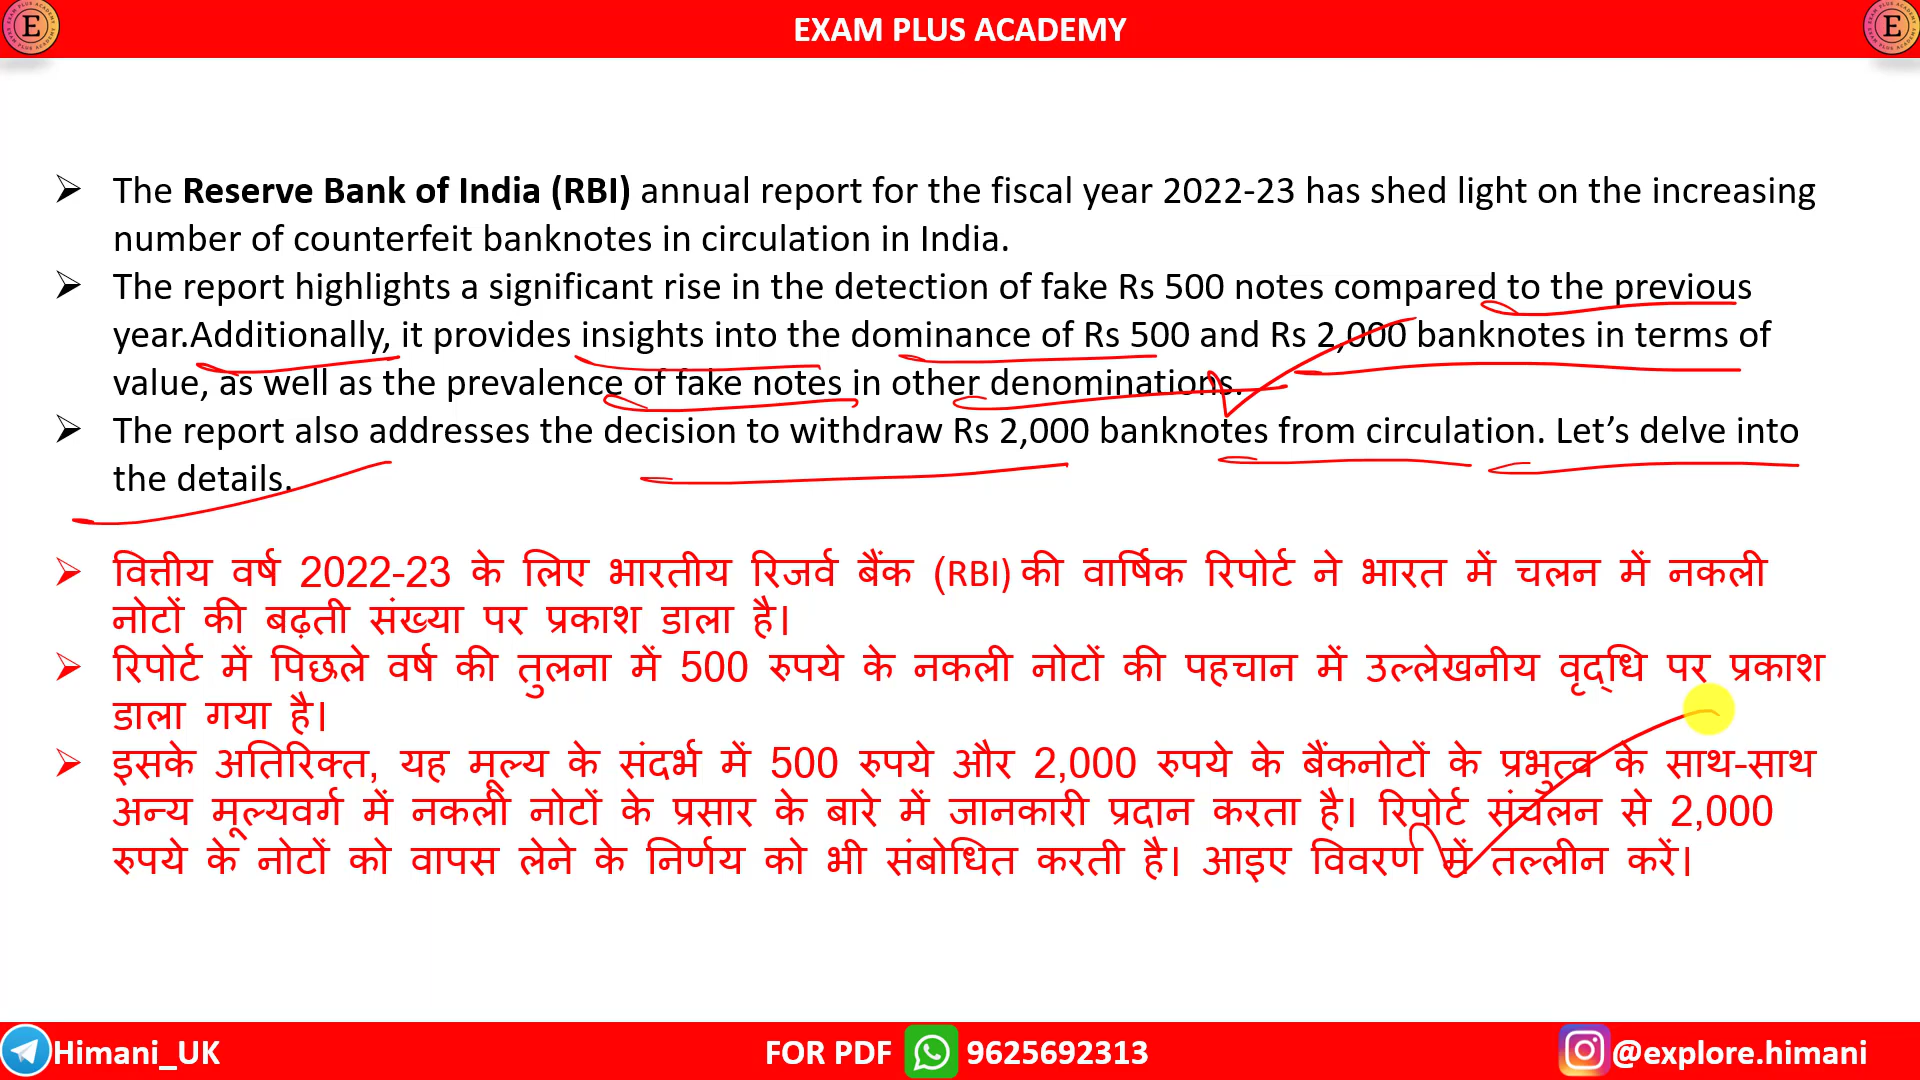 EXAM PLUS ACADEMY
E
E
➢ The Reserve Bank of India (RBI) annual report for the fiscal year 2022-23 has shed light on the increasing
number of counterfeit banknotes in circulation in India.
➢ The report highlights a significant rise in the detection of fake Rs 500 notes compared to the previous
year.Additionally, it provides insights into the dominance of Rs 500 and Rs 2,000 banknotes in terms of
value, as well as the prevalence of fake notes in other denominations.
➢ The report also addresses the decision to withdraw Rs 2,000 banknotes from circulation. Let’s delve into
the details.
➢ वित्तीय वर्ष 2022-23 के लिए भारतीय रिजर्व बैंक (RBI) की वार्षिक रिपोर्ट ने भारत में चलन में नकली
नोटों की बढ़ती संख्या पर प्रकाश डाला है।
➢ रिपोर्ट में पिछले वर्ष की तुलना में 500 रुपये के नकली नोटों की पहचान में उल्लेखनीय वृद्धि पर प्रकाश
डाला गया है।
➢ इसके अतिरिक्त, यह मूल्य के संदर्भ में 500 रुपये और 2,000 रुपये के बैंकनोटों के प्रभुत्व के साथ-साथ
अन्य मूल्यवर्ग में नकली नोटों के प्रसार के बारे में जानकारी प्रदान करता है। रिपोर्ट संचलन से 2,000
रुपये के नोटों को वापस लेने के निर्णय को भी संबोधित करती है। आइए विवरण में तल्लीन करें।
Himani_UK
FOR PDF 9625692313
@explore.himani